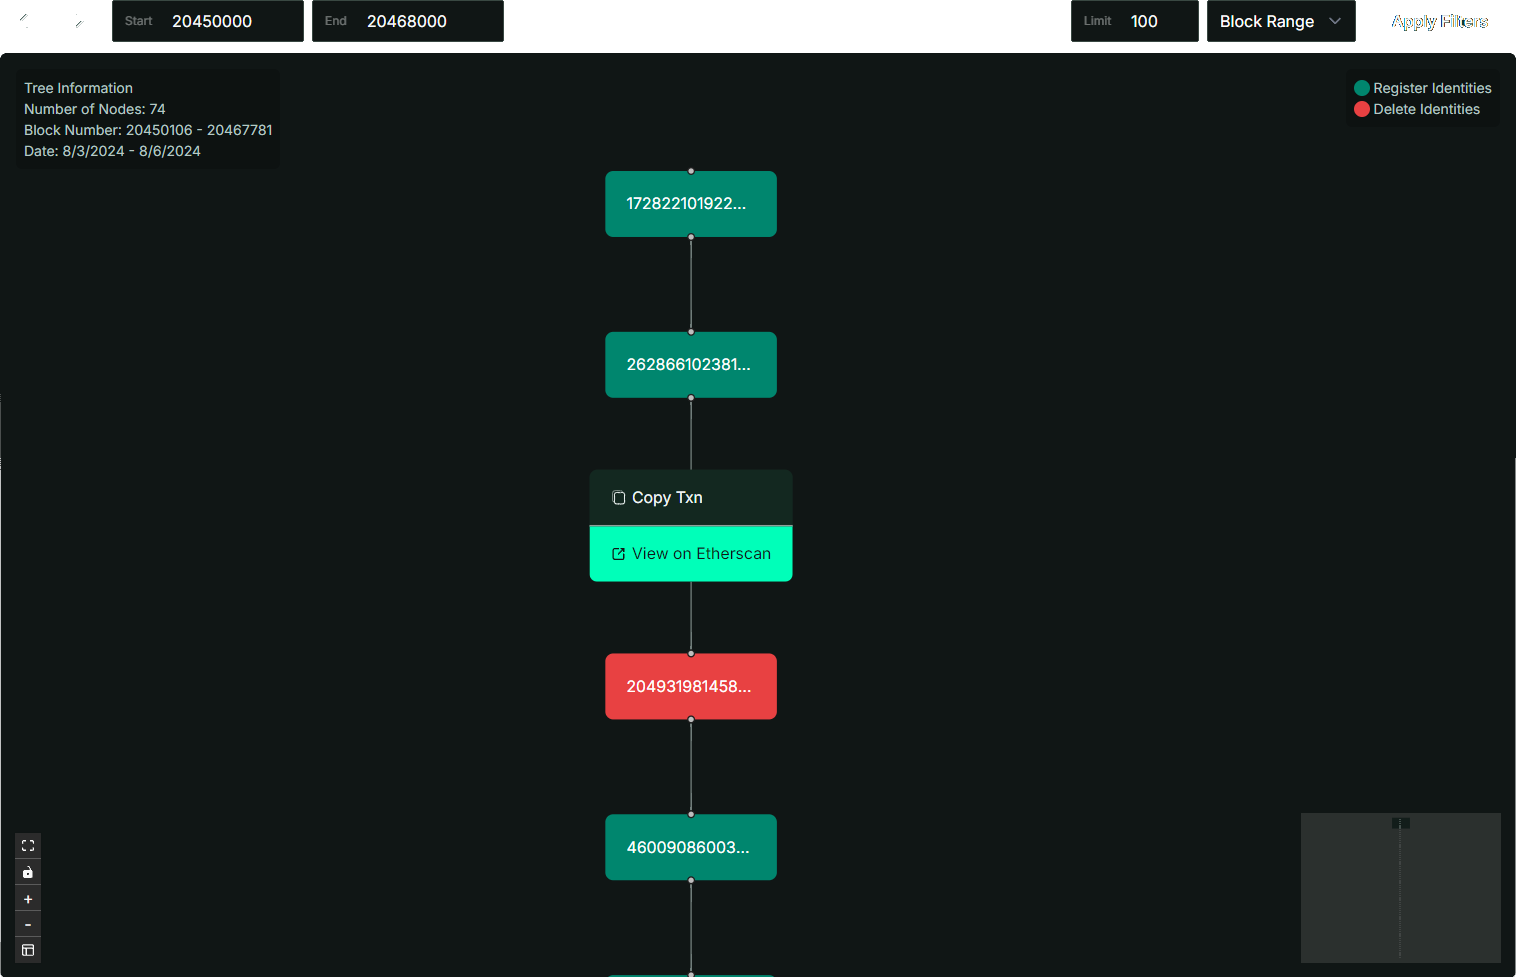 Start 20450000 End 20468000 Limit 100 Block Range Apply Filters
Tree Information
Number of Nodes: 74
Block Number: 20450106 - 20467781
Date: 8/3/2024 - 8/6/2024
Register Identities
Delete Identities
172822101922...
262866102381...
Copy Txn
View on Etherscan
204931981458...
46009086003...